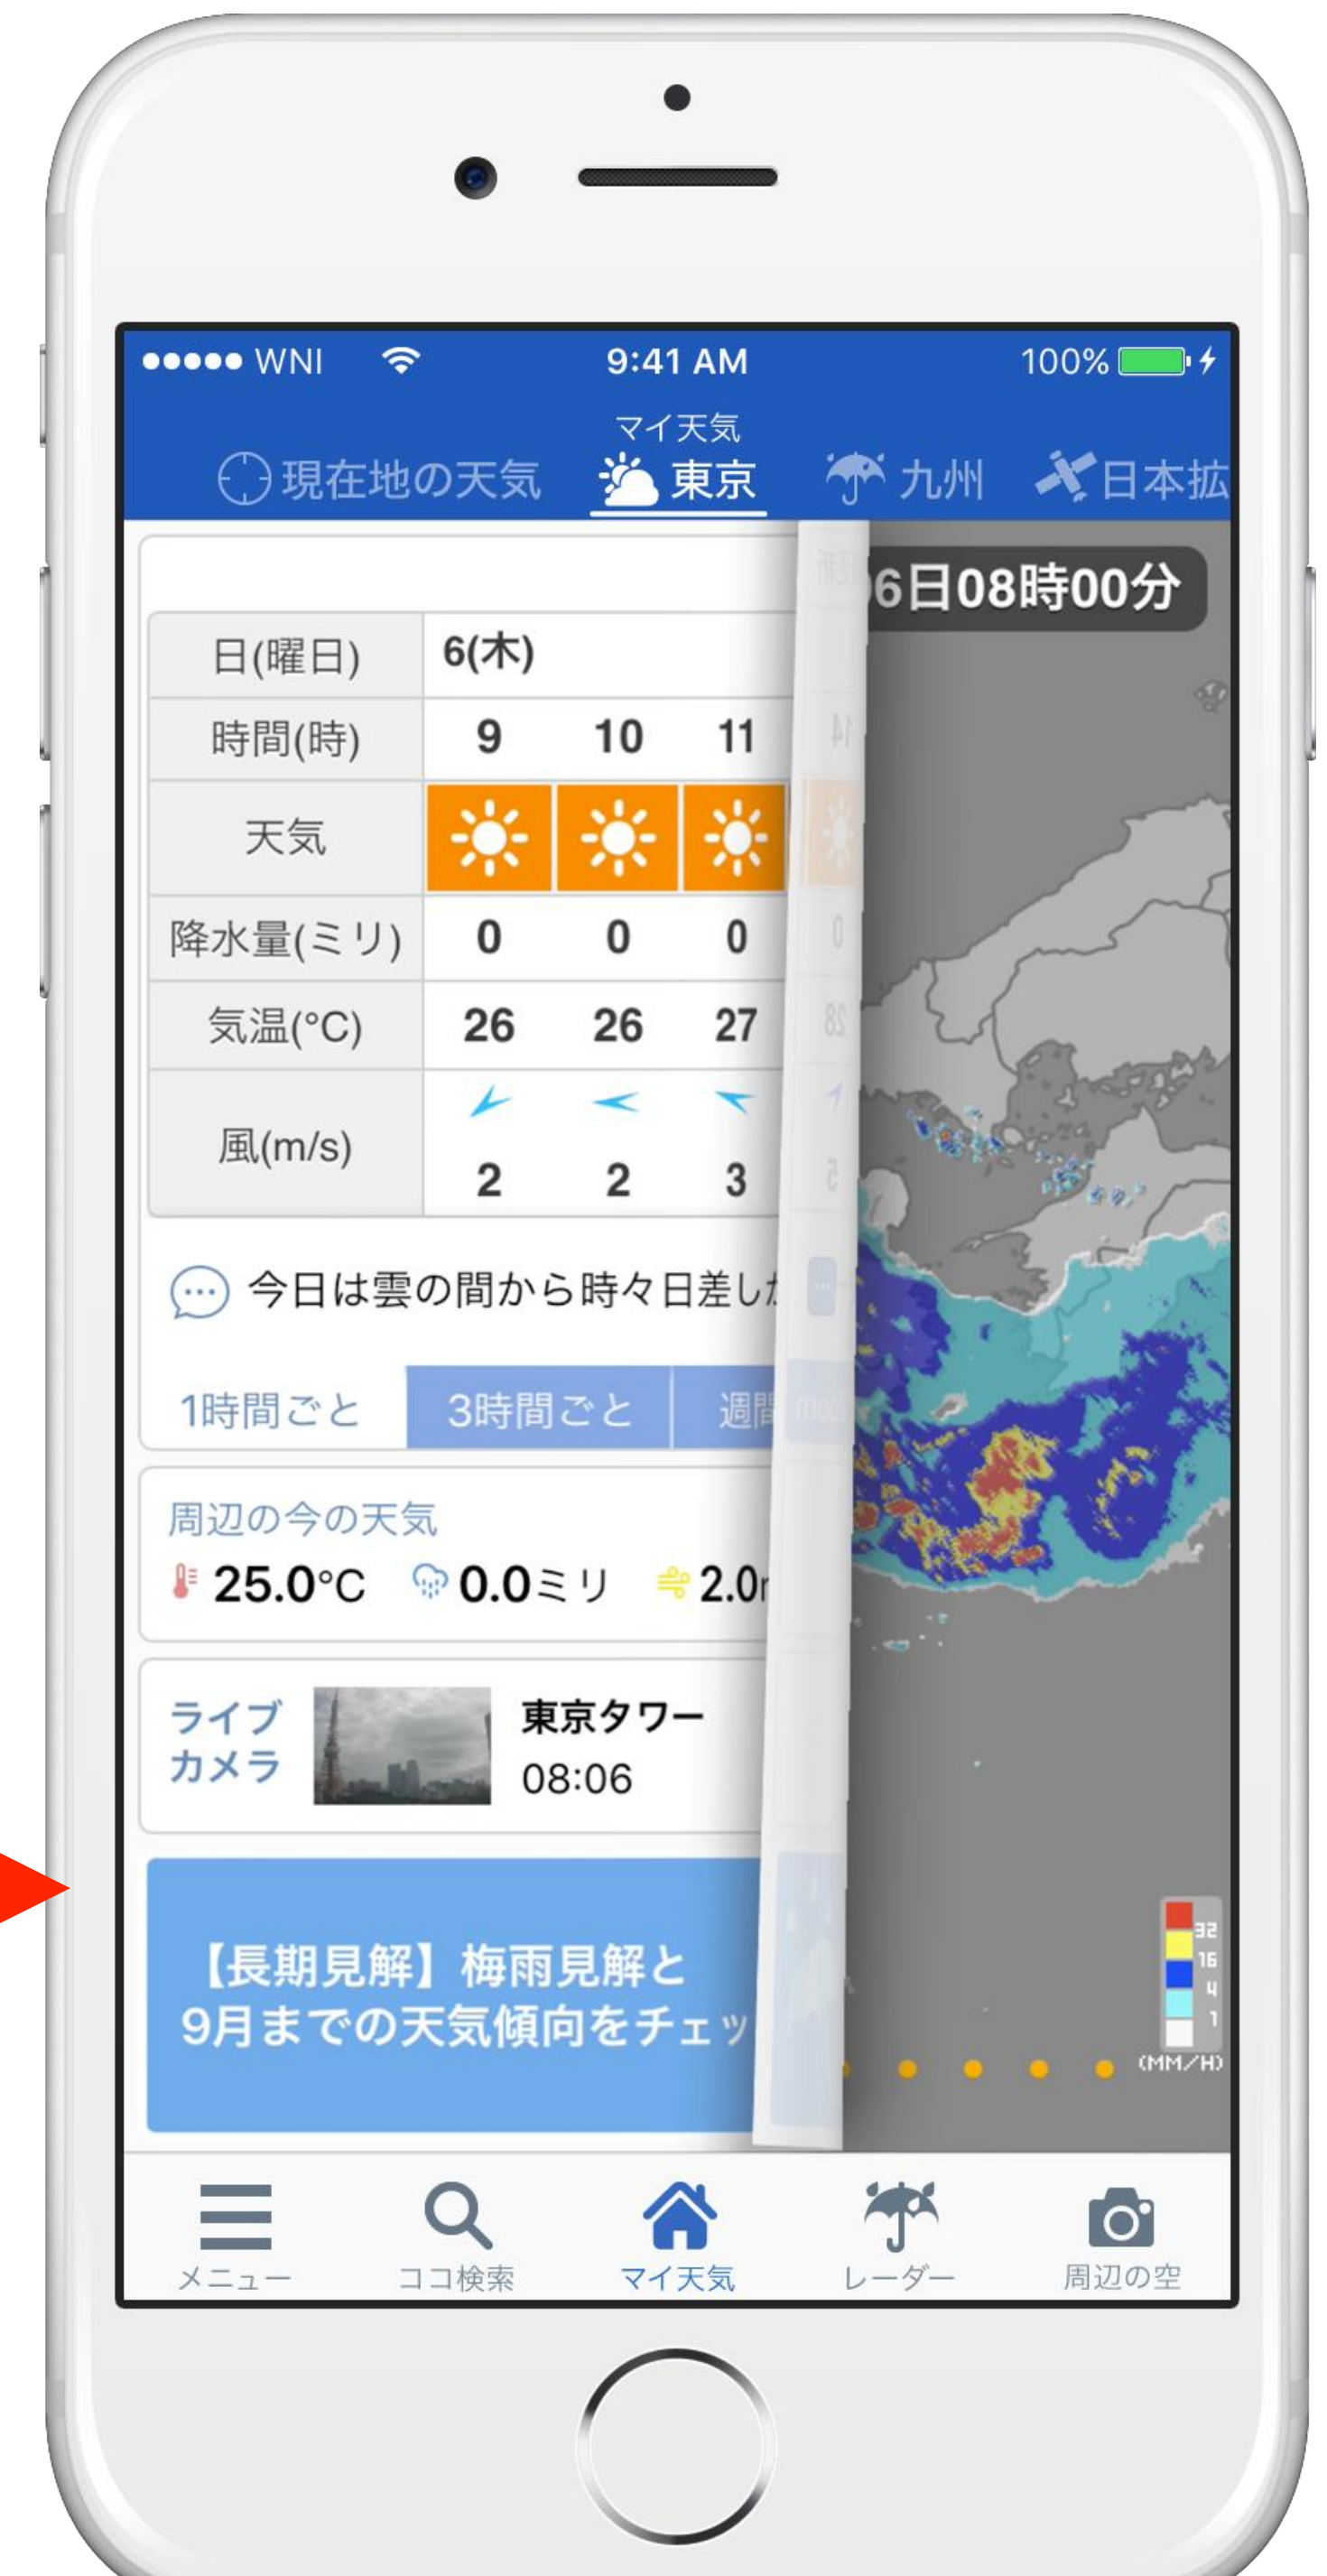 WNI 9:41 AM 100%
マイ天気
現在地の天気 東京 九州 日本拡
6日08時00分
日(曜日) 6(木)
時間(時) 9 10 11 14
天気
降水量(ミリ) 0 0 0 0
気温(°C) 26 26 27 28
風(m/s) 2 2 3 5
今日は雲の間から時々日差し
1時間ごと 3時間ごと 週間
周辺の今の天気
25.0°C 0.0ミリ 2.0
ライブ
カメラ
東京タワー
08:06
【長期見解】梅雨見解と
9月までの天気傾向をチェッ
32
16
4
1
(MM/H)
メニュー ココ検索 マイ天気 レーダー 周辺の空